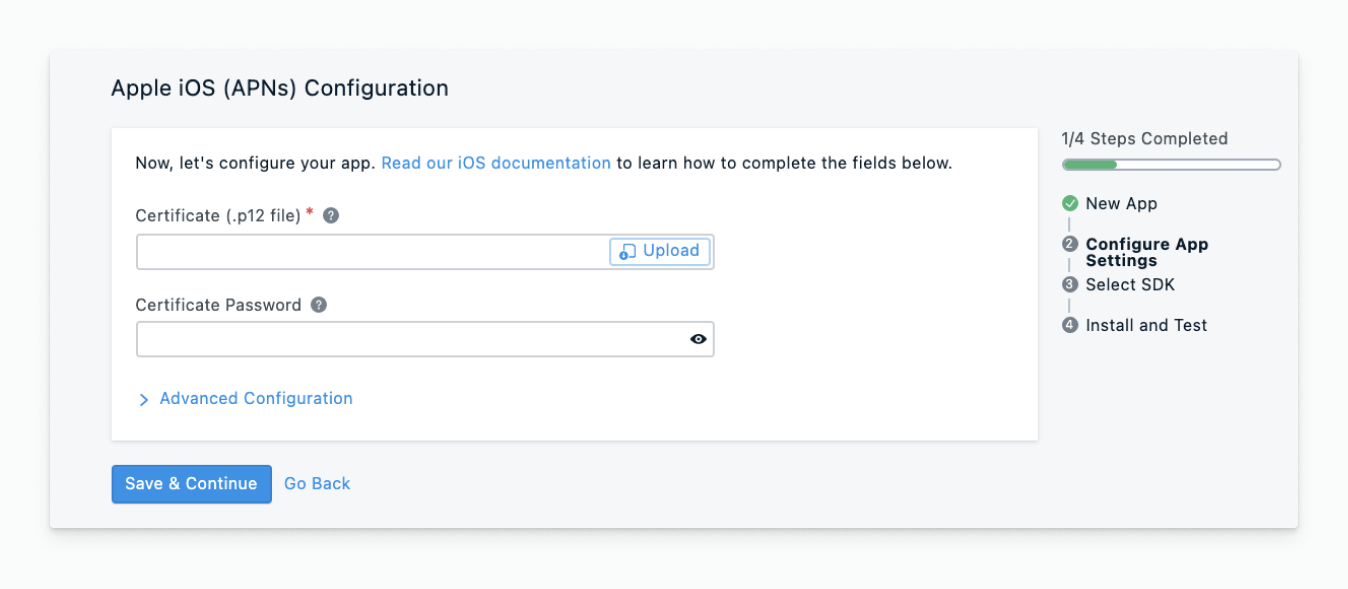 Apple iOS (APNs) Configuration
Now, let's configure your app. Read our iOS documentation to learn how to complete the fields below.
Certificate (.p12 file) * ?
Upload
Certificate Password ?
Advanced Configuration
Save & Continue Go Back
1/4 Steps Completed
New App
2 Configure App
Settings
3 Select SDK
4 Install and Test